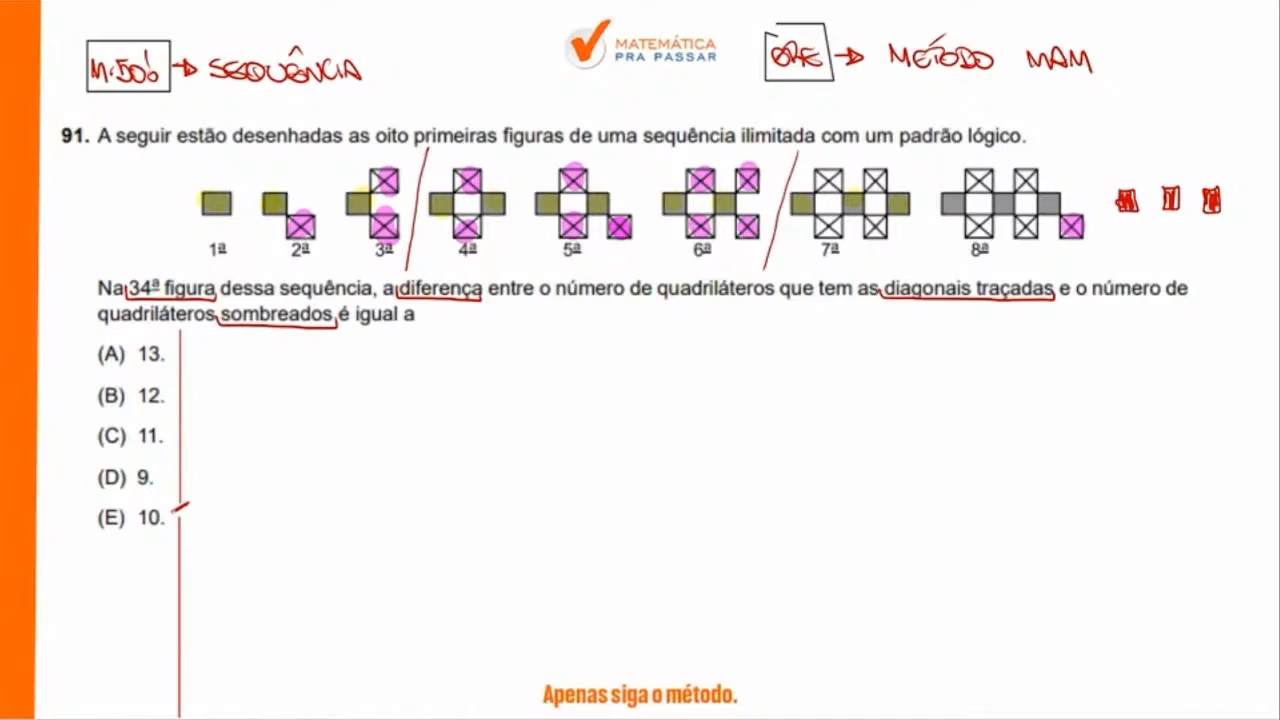 MATEMÁTICA
PRA PASSAR
→ SEQUÊNCIA
→ MÉTODO MAM
91. A seguir estão desenhadas as oito primeiras figuras de uma sequência ilimitada com um padrão lógico.
1ª 2ª 3ª 4ª 5ª 6ª 7ª 8ª
Na 34ª figura dessa sequência, a diferença entre o número de quadriláteros que tem as diagonais traçadas e o número de
quadriláteros sombreados é igual a
(A) 13.
(B) 12.
(C) 11.
(D) 9.
(E) 10.
Apenas siga o método.